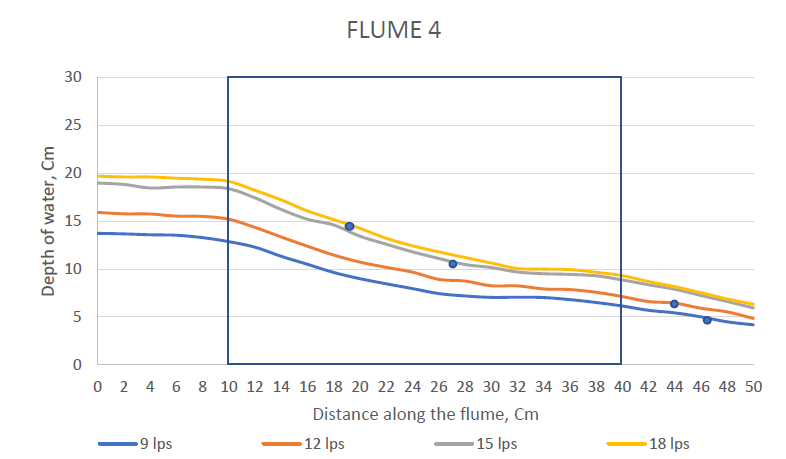 FLUME 4
30
25
20
15
10
5
0
Depth of water, Cm
0 2 4 6 8 10 12 14 16 18 20 22 24 26 28 30 32 34 36 38 40 42 44 46 48 50
Distance along the flume, Cm
9 lps 12 lps 15 lps 18 lps